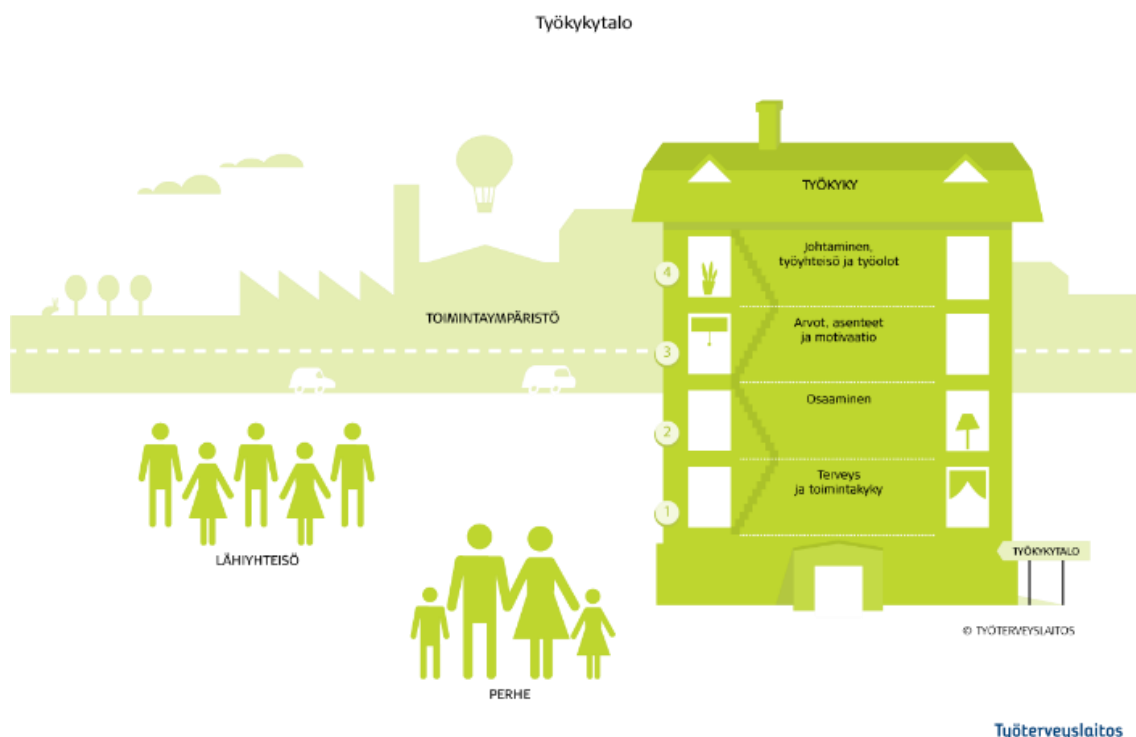 Työkykytalo
TYÖKYKY
4
Johtaminen,
työyhteisö ja työolot
3
Arvot, asenteet
ja motivaatio
2
Osaaminen
1
Terveys
ja toimintakyky
TOIMINTAYMPÄRISTÖ
LÄHIYHTEISÖ
PERHE
TYÖKYKYTALO
© TYÖTERVEYSLAITOS
Työterveyslaitos